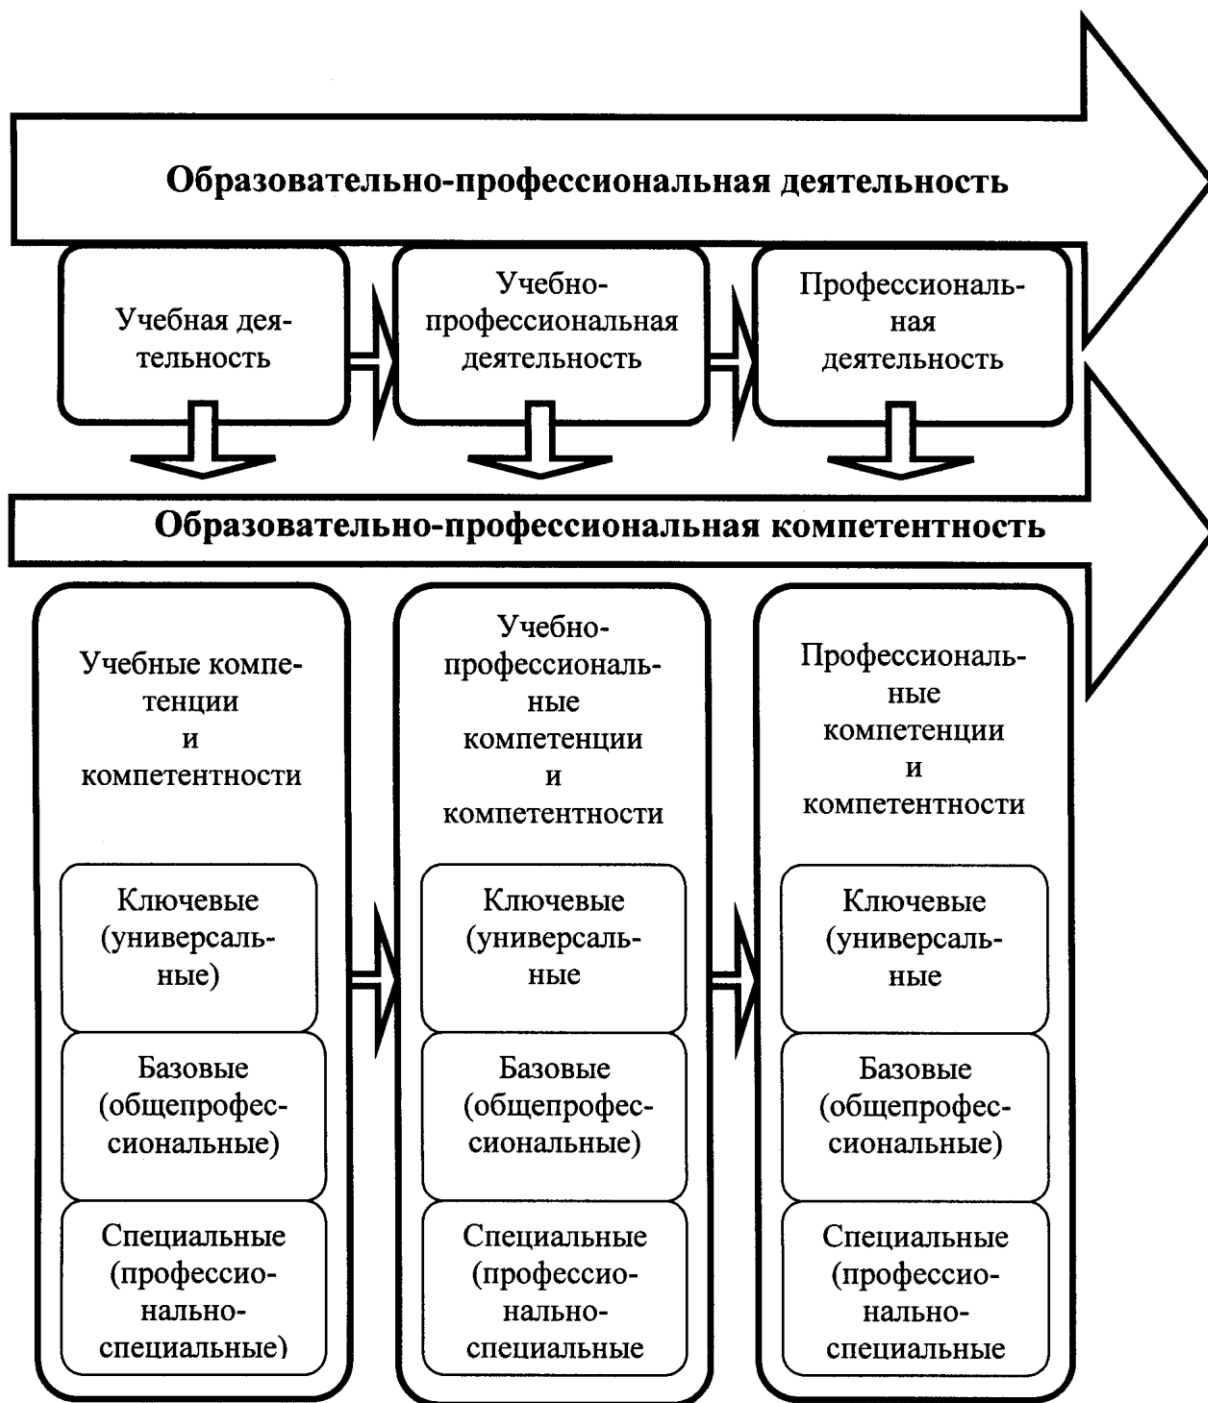 Образовательно-профессиональная деятельность
Учебная дея-
тельность
Учебно-
профессиональная
деятельность
Профессиональ-
ная
деятельность
Образовательно-профессиональная компетентность
Учебные компе-
тенции
и
компетентности
Ключевые
(универсаль-
ные)
Базовые
(общепрофес-
сиональные)
Специальные
(профессио-
нально-
специальные)
Учебно-
профессиональ-
ные
компетенции
и
компетентности
Ключевые
(универсаль-
ные
Базовые
(общепрофес-
сиональные)
Специальные
(профессио-
нально-
специальные
Профессиональ-
ные
компетенции
и
компетентности
Ключевые
(универсаль-
ные
Базовые
(общепрофес-
сиональные)
Специальные
(профессио-
нально-
специальные